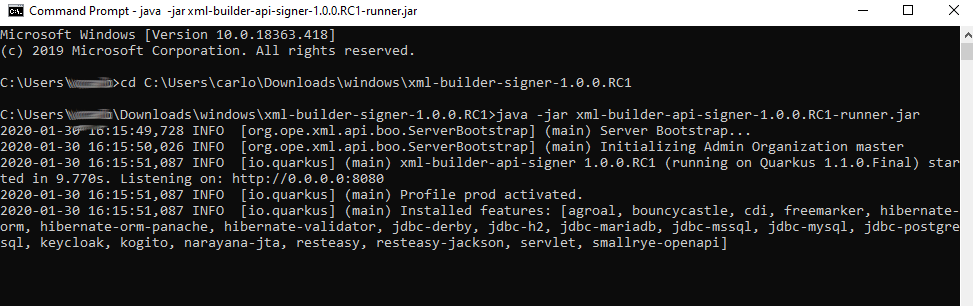 Command Prompt - java  -jar xml-builder-api-signer-1.0.0.RC1-runner.jar
Microsoft Windows [Version 10.0.18363.418]
(c) 2019 Microsoft Corporation. All rights reserved.
C:\Users\>cd C:\Users\carlo\Downloads\windows\xml-builder-signer-1.0.0.RC1
C:\Users\\Downloads\windows\xml-builder-signer-1.0.0.RC1>java -jar xml-builder-api-signer-1.0.0.RC1-runner.jar
2020-01-30 16:15:49,728 INFO  [org.ope.xml.api.boo.ServerBootstrap] (main) Server Bootstrap...
2020-01-30 16:15:50,026 INFO  [org.ope.xml.api.boo.ServerBootstrap] (main) Initializing Admin Organization master
2020-01-30 16:15:51,087 INFO  [io.quarkus] (main) xml-builder-api-signer 1.0.0.RC1 (running on Quarkus 1.1.0.Final) star
ted in 9.770s. Listening on: http://0.0.0.0:8080
2020-01-30 16:15:51,087 INFO  [io.quarkus] (main) Profile prod activated.
2020-01-30 16:15:51,087 INFO  [io.quarkus] (main) Installed features: [agroal, bouncycastle, cdi, freemarker, hibernate-
orm, hibernate-orm-panache, hibernate-validator, jdbc-derby, jdbc-h2, jdbc-mariadb, jdbc-mssql, jdbc-mysql, jdbc-postgre
sql, keycloak, kogito, narayana-jta, resteasy, resteasy-jackson, servlet, smallrye-openapi]